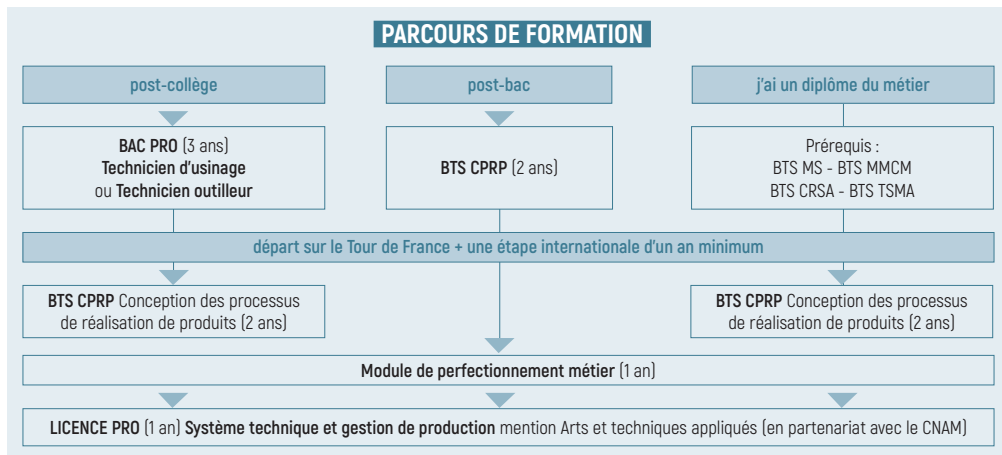 PARCOURS DE FORMATION
post-collège
post-bac
j'ai un diplôme du métier
BAC PRO (3 ans)
Technicien d'usinage
ou Technicien outilleur
BTS CPRP (2 ans)
Prérequis :
BTS MS - BTS MMCM
BTS CRSA - BTS TSMA
départ sur le Tour de France + une étape internationale d'un an minimum
BTS CPRP Conception des processus
de réalisation de produits (2 ans)
BTS CPRP Conception des processus
de réalisation de produits (2 ans)
Module de perfectionnement métier (1 an)
LICENCE PRO (1 an) Système technique et gestion de production mention Arts et techniques appliqués (en partenariat avec le CNAM)